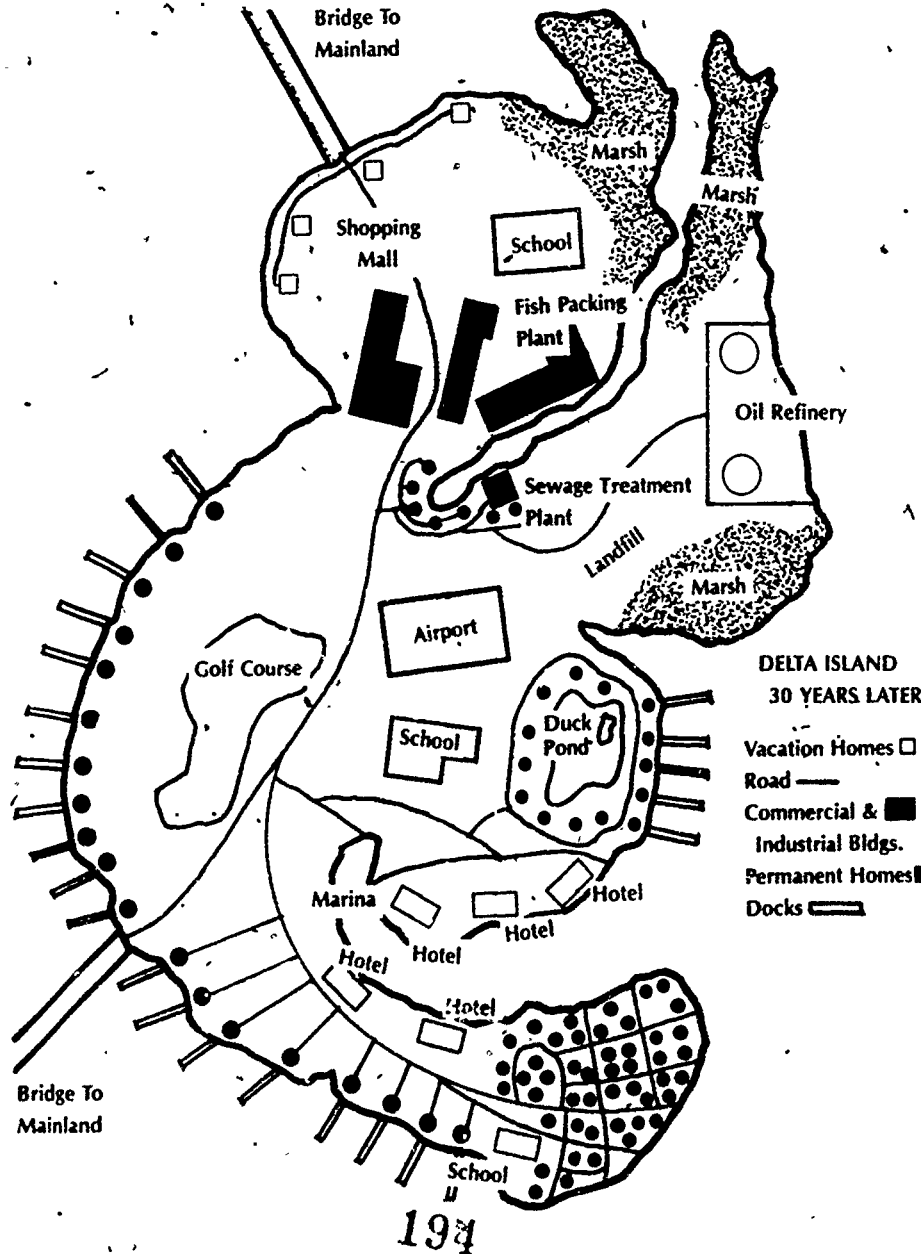 Bridge To
Mainland
Marsh
Marsh
Shopping
Mall
School
Fish Packing
Plant
Oil Refinery
Sewage Treatment
Plant
Landfill
Marsh
Airport
Golf Course
School
Duck
Pond
DELTA ISLAND
30 YEARS LATER
Vacation Homes
Road
Commercial &
Industrial Bldgs.
Permanent Homes
Docks
Marina
Hotel
Hotel
Hotel
Hotel
Hotel
Bridge To
Mainland
School